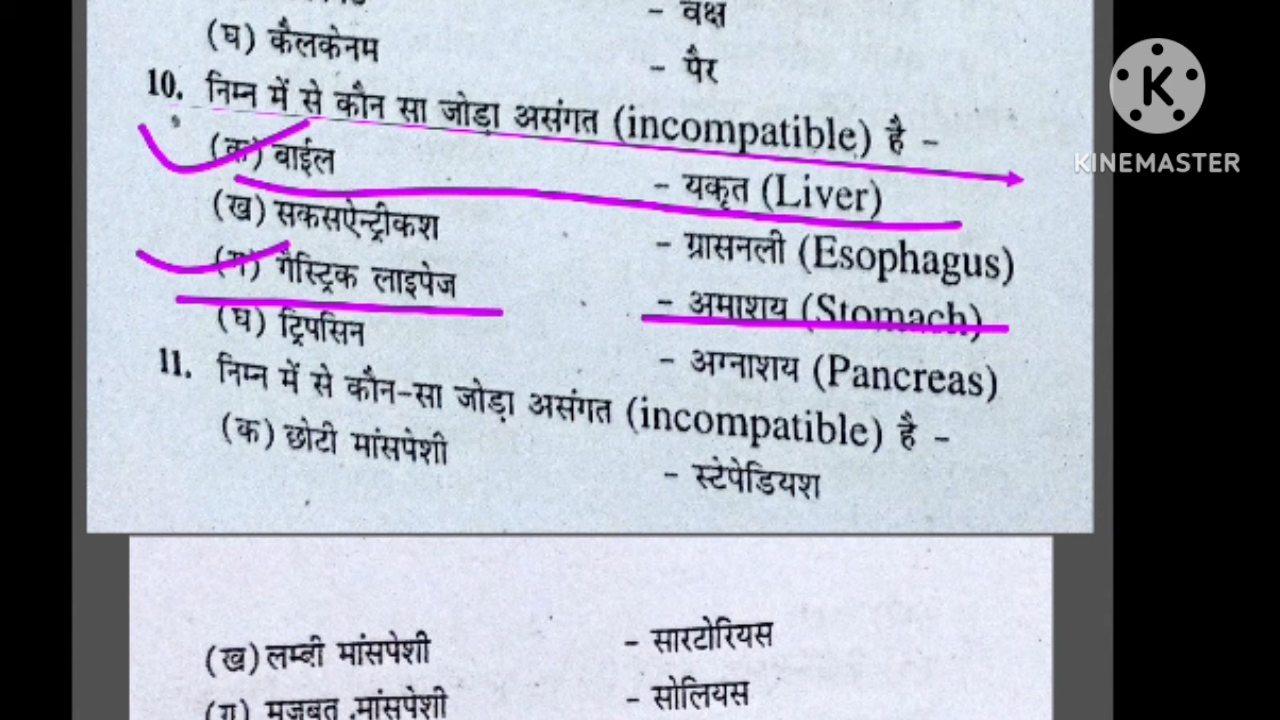 - वक्ष
(घ) कैलकेनम - पैर
10. निम्न में से कौन सा जोड़ा असंगत (incompatible) है -
(क) बाईल - यकृत (Liver)
(ख) सकसऐन्ट्रीकश - ग्रासनली (Esophagus)
(ग) गैस्ट्रिक लाइपेज - अमाशय (Stomach)
(घ) ट्रिपसिन - अग्नाशय (Pancreas)
11. निम्न में से कौन-सा जोड़ा असंगत (incompatible) है -
(क) छोटी मांसपेशी - स्टेपेडियश
(ख) लम्बी मांसपेशी - सारटोरियस
(ग) मजबूत मांसपेशी - सोलियस
K
KINEMASTER